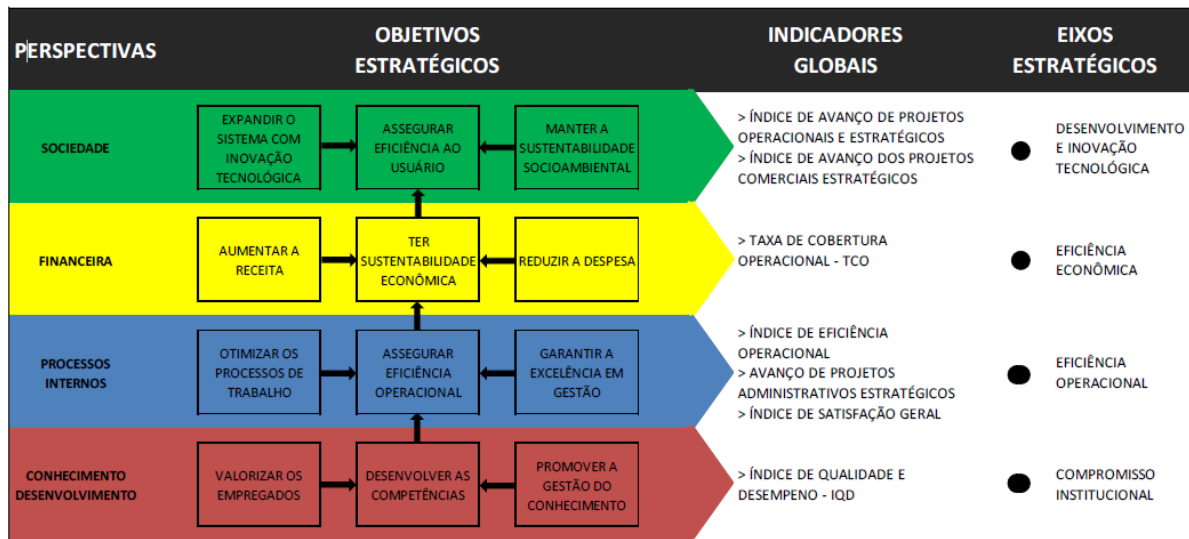 PERSPECTIVAS
OBJETIVOS
ESTRATÉGICOS
INDICADORES
GLOBAIS
EIXOS
ESTRATÉGICOS
SOCIEDADE
EXPANDIR O
SISTEMA COM
INOVAÇÃO
TECNOLÓGICA
ASSEGURAR
EFICIÊNCIA AO
USUÁRIO
MANTER A
SUSTENTABILIDADE
SOCIOAMBIENTAL
> ÍNDICE DE AVANÇO DE PROJETOS
OPERACIONAIS E ESTRATÉGICOS
> ÍNDICE DE AVANÇO DOS PROJETOS
COMERCIAIS ESTRATÉGICOS
DESENVOLVIMENTO
E INOVAÇÃO
TECNOLÓGICA
FINANCEIRA
AUMENTAR A
RECEITA
TER
SUSTENTABILIDADE
ECONÔMICA
REDUZIR A DESPESA
> TAXA DE COBERTURA
OPERACIONAL - TCO
EFICIÊNCIA
ECONÔMICA
PROCESSOS
INTERNOS
OTIMIZAR OS
PROCESSOS DE
TRABALHO
ASSEGURAR
EFICIÊNCIA
OPERACIONAL
GARANTIR A
EXCELÊNCIA EM
GESTÃO
> ÍNDICE DE EFICIÊNCIA
OPERACIONAL
> AVANÇO DE PROJETOS
ADMINISTRATIVOS ESTRATÉGICOS
> ÍNDICE DE SATISFAÇÃO GERAL
EFICIÊNCIA
OPERACIONAL
CONHECIMENTO
DESENVOLVIMENTO
VALORIZAR OS
EMPREGADOS
DESENVOLVER AS
COMPETÊNCIAS
PROMOVER A
GESTÃO DO
CONHECIMENTO
> ÍNDICE DE QUALIDADE E
DESEMPENO - IQD
COMPROMISSO
INSTITUCIONAL